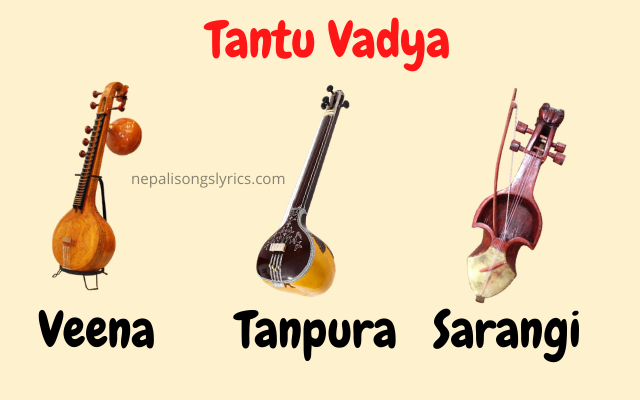 Tantu Vadya
nepalisongslyrics.com
Veena Tanpura Sarangi